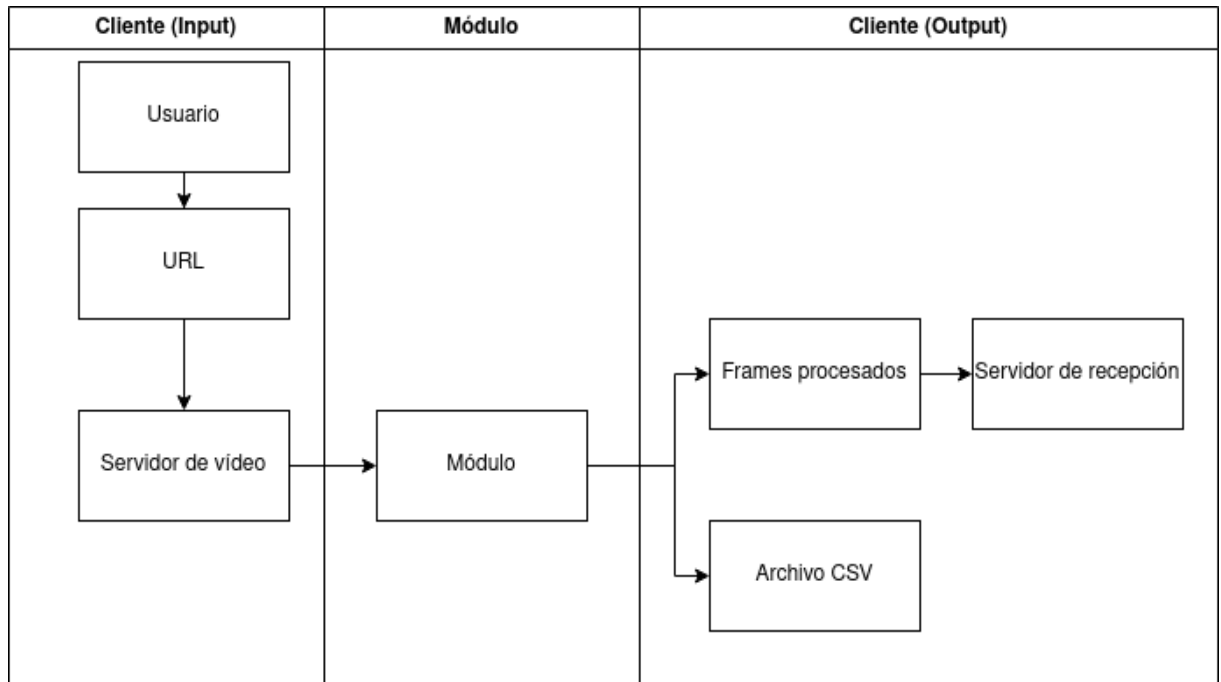 Cliente (Input)
Módulo
Cliente (Output)
Usuario
URL
Servidor de vídeo
Módulo
Frames procesados
Servidor de recepción
Archivo CSV